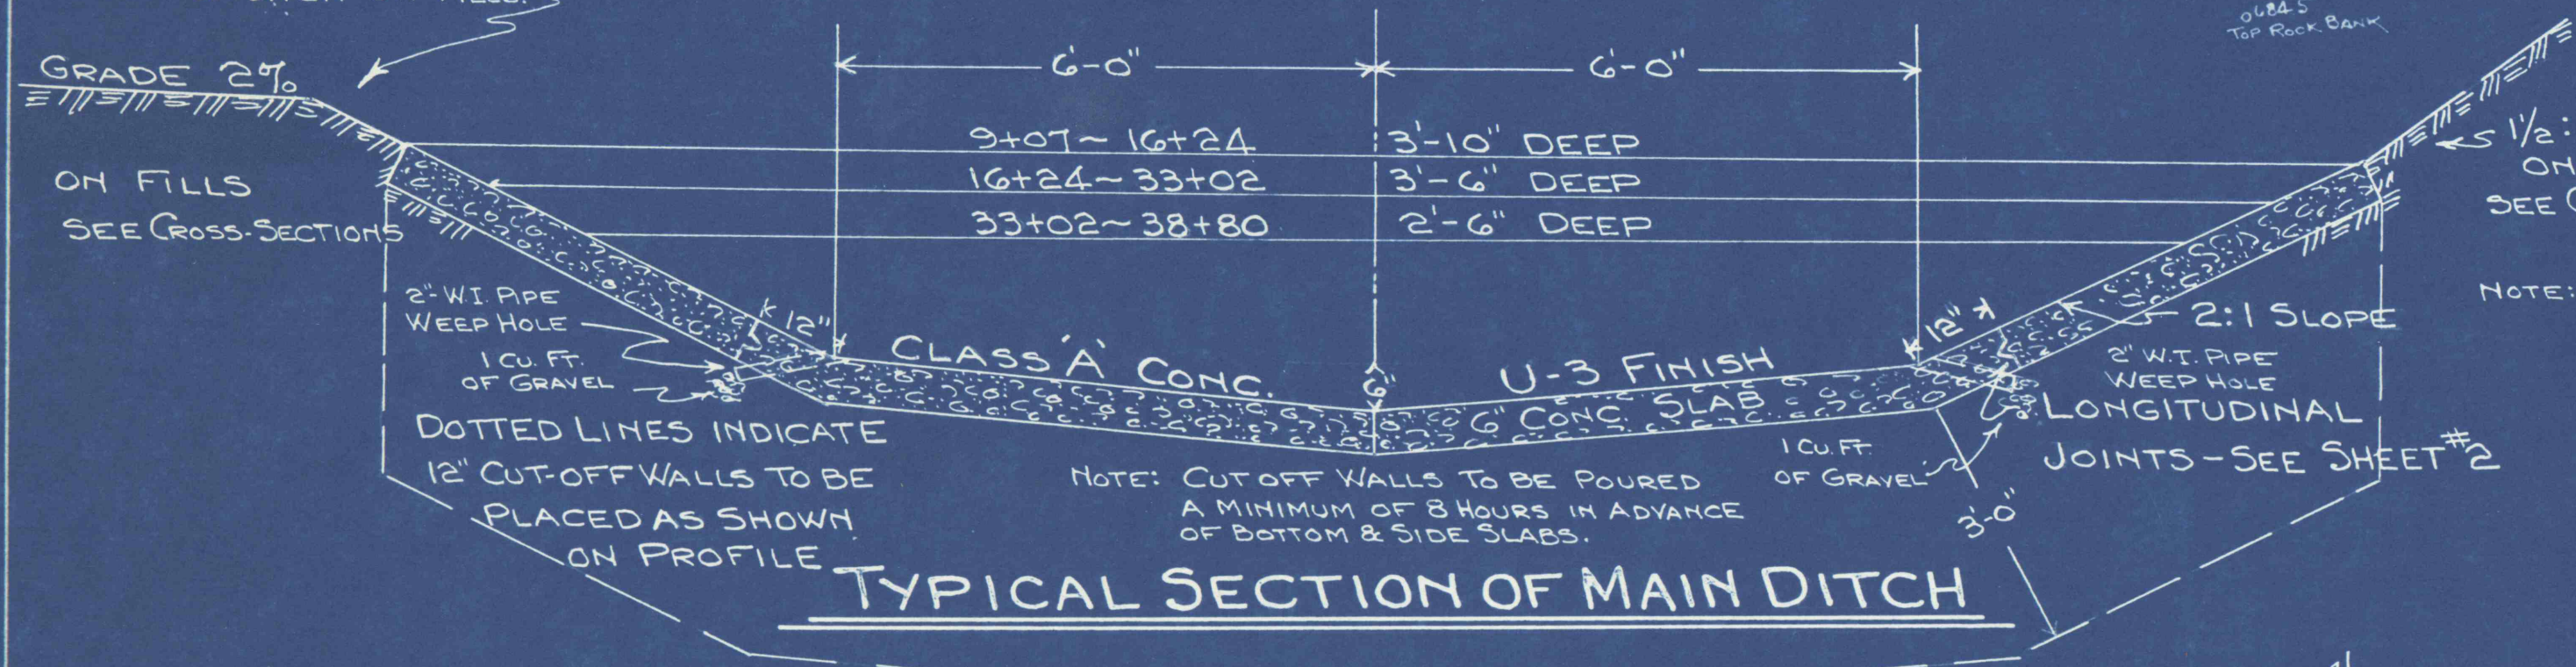 06845
TOP ROCK BANK
GRADE 2%
6'-0" 6'-0"
9+07~16+24 3'-10" DEEP
16+24~33+02 3'-6" DEEP
33+02~38+80 2'-6" DEEP
ON FILLS
SEE CROSS-SECTIONS
1½:
ON
SEE
NOTE:
2"-W.I. PIPE
WEEP HOLE
1 CU. FT.
OF GRAVEL
12"
CLASS 'A' CONC.
6"
U-3 FINISH
6" CONC. SLAB
12"
2:1 SLOPE
2" W.I. PIPE
WEEP HOLE
LONGITUDINAL
JOINTS-SEE SHEET #2
1 CU. FT.
OF GRAVEL
3'-0"
DOTTED LINES INDICATE
12" CUT-OFF WALLS TO BE
PLACED AS SHOWN
ON PROFILE
NOTE: CUTOFF WALLS TO BE POURED
A MINIMUM OF 8 HOURS IN ADVANCE
OF BOTTOM & SIDE SLABS.
TYPICAL SECTION OF MAIN DITCH